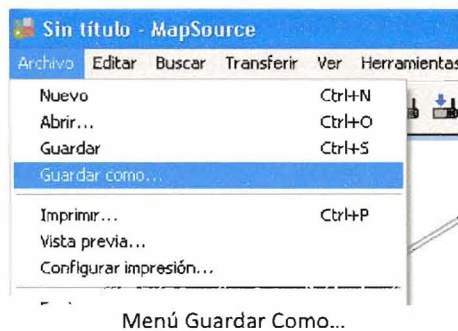 Sin título - MapSource
Archivo Editar Buscar Transferir Ver Herramientas
Nuevo Ctrl+N
Abrir... Ctrl+O
Guardar Ctrl+S
Guardar como...
Imprimir... Ctrl+P
Vista previa...
Configurar impresión...
Menú Guardar Como...